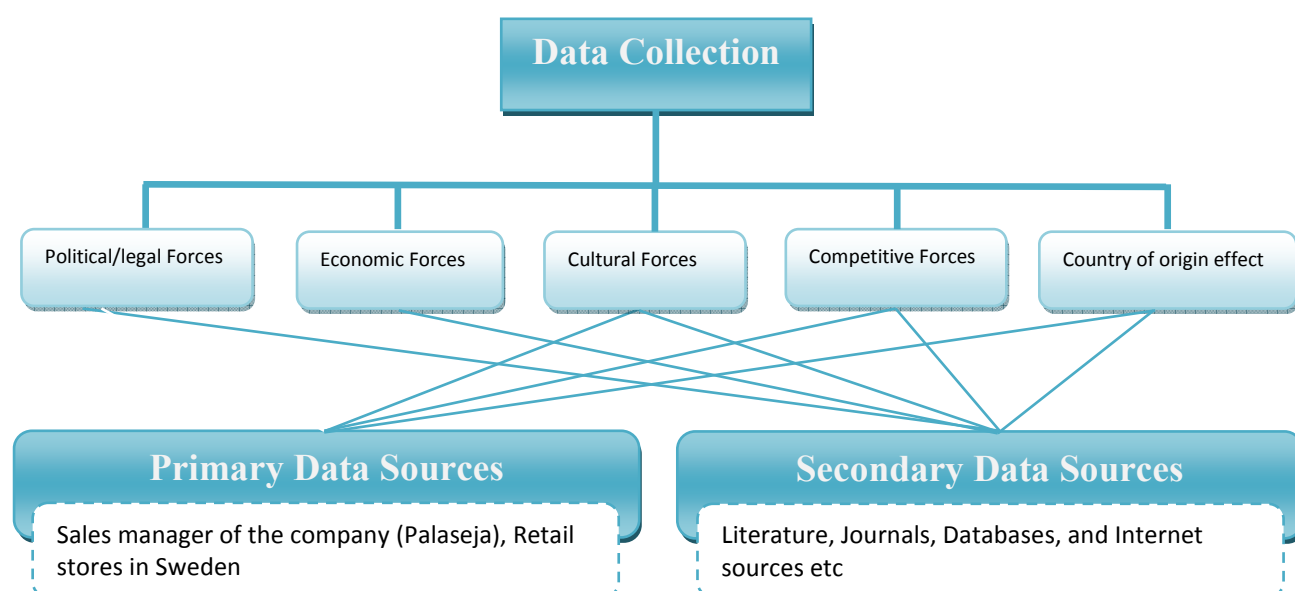 Data Collection
Political/legal Forces
Economic Forces
Cultural Forces
Competitive Forces
Country of origin effect
Primary Data Sources
Sales manager of the company (Palaseja), Retail
stores in Sweden
Secondary Data Sources
Literature, Journals, Databases, and Internet
sources etc